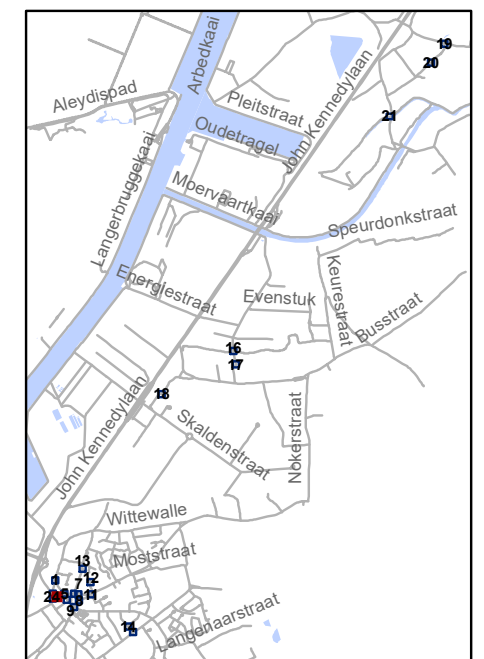 19
Arbedkaai
20
John Kennedylaan
Aleydispad
Pleitstraat
21
Oudetragel
Langerbruggekaai
Moervaartkaai
Speurdonkstraat
Energiestraat
Evenstuk
Keurestraat
Busstraat
16
17
18
John Kennedylaan
Skaldenstraat
Nokerstraat
Wittewalle
Moststraat
13
7
12
11
9
14
Langenaarstraat